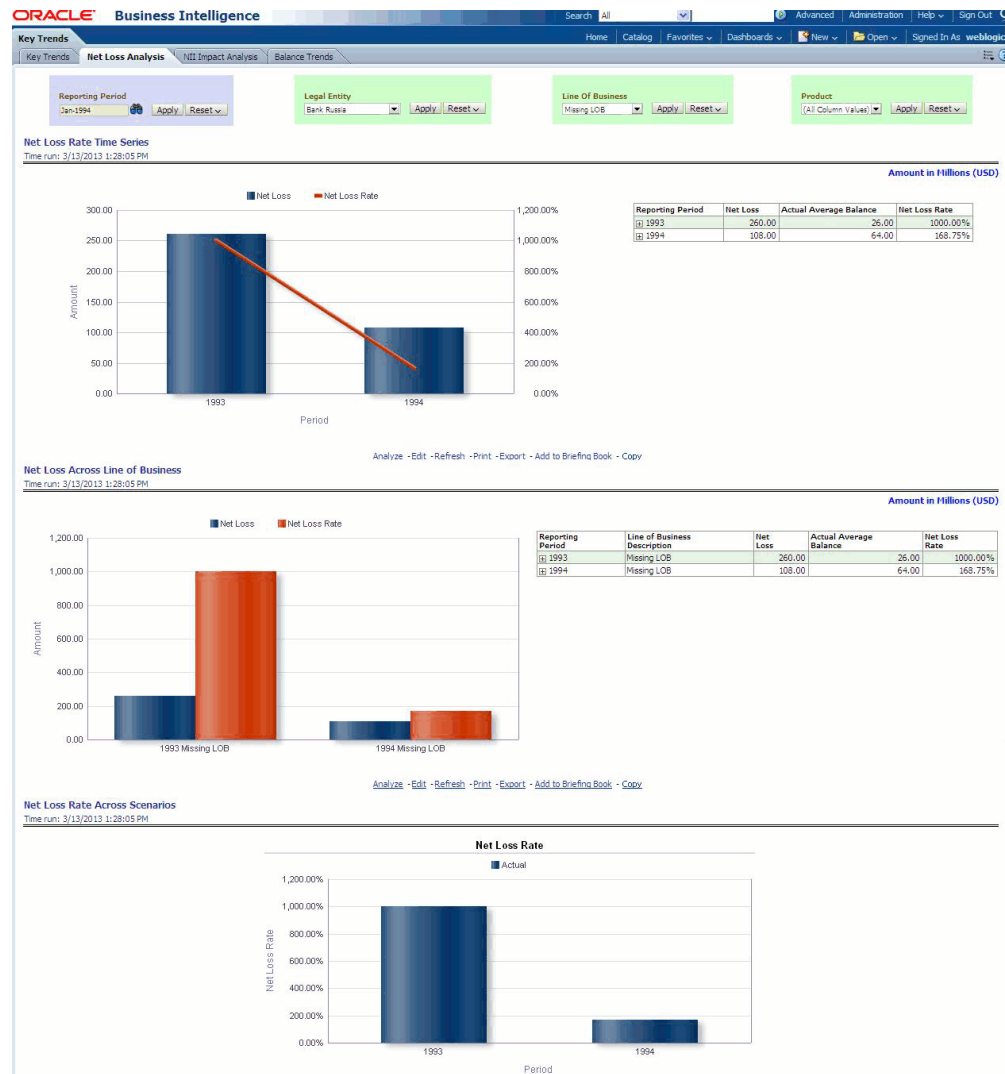 ORACLE Business Intelligence
Search All
Advanced Administration Help Sign Out
Key Trends
Home Catalog Favorites Dashboards New Open Signed In As weblogic
Key Trends Net Loss Analysis NII Impact Analysis Balance Trends
Reporting Period
Jan-1994 Apply Reset
Legal Entity
Bank Russia Apply Reset
Line Of Business
Missing LOB Apply Reset
Product
(All Column Values) Apply Reset
Net Loss Rate Time Series
Time run: 3/13/2013 1:28:05 PM
Amount in Millions (USD)
Net Loss Net Loss Rate
300.00
250.00
200.00
150.00
100.00
50.00
0.00
Amount
1,200.00%
1,000.00%
800.00%
600.00%
400.00%
200.00%
0.00%
1993 1994
Period
Reporting Period Net Loss Actual Average Balance Net Loss Rate
1993 260.00 26.00 1000.00%
1994 108.00 64.00 168.75%
Analyze - Edit - Refresh - Print - Export - Add to Briefing Book - Copy
Net Loss Across Line of Business
Time run: 3/13/2013 1:28:05 PM
Amount in Millions (USD)
Net Loss Net Loss Rate
1,200.00
1,000.00
800.00
600.00
400.00
200.00
0.00
Amount
1993 Missing LOB 1994 Missing LOB
Reporting Period Line of Business Description Net Loss Actual Average Balance Net Loss Rate
1993 Missing LOB 260.00 26.00 1000.00%
1994 Missing LOB 108.00 64.00 168.75%
Analyze - Edit - Refresh - Print - Export - Add to Briefing Book - Copy
Net Loss Rate Across Scenarios
Time run: 3/13/2013 1:28:05 PM
Net Loss Rate
Actual
1,200.00%
1,000.00%
800.00%
600.00%
400.00%
200.00%
0.00%
Net Loss Rate
1993 1994
Period